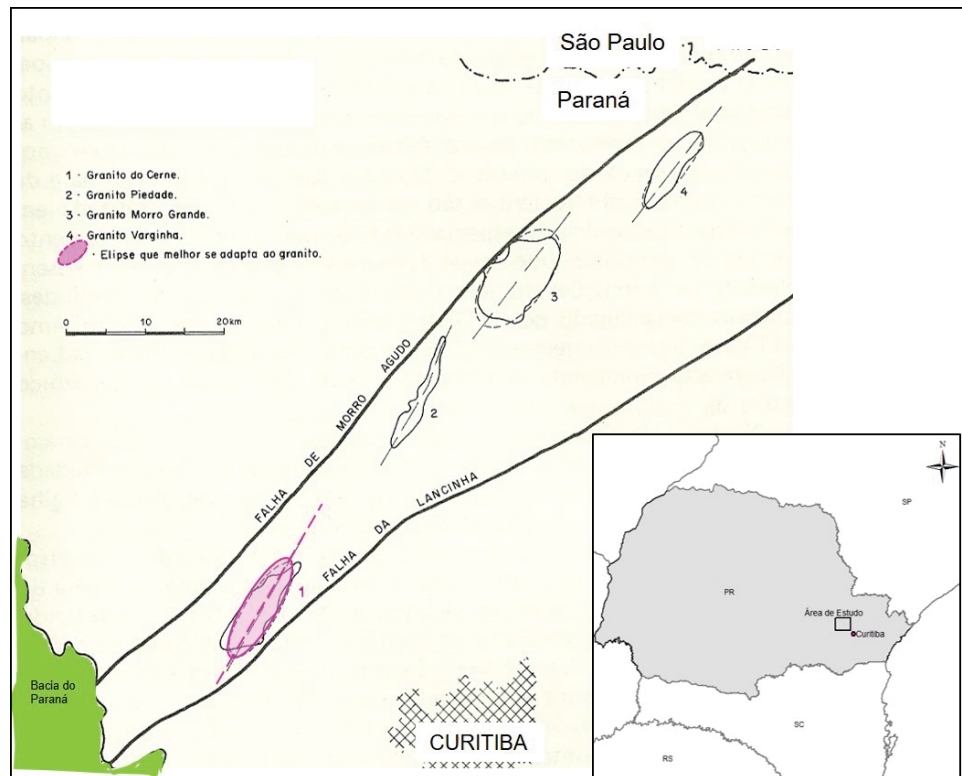 São Paulo
Paraná
1 - Granito do Cerne.
2 - Granito Piedade.
3 - Granito Morro Grande.
4 - Granito Varginha.
- Elipse que melhor se adapta ao granito.
0 10 20 km
4
3
2
1
FALHA DE MORRO AGUDO
FALHA DA LANCINHA
Bacia do
Paraná
CURITIBA
N
SP
PR
Área de Estudo
Curitiba
SC
RS